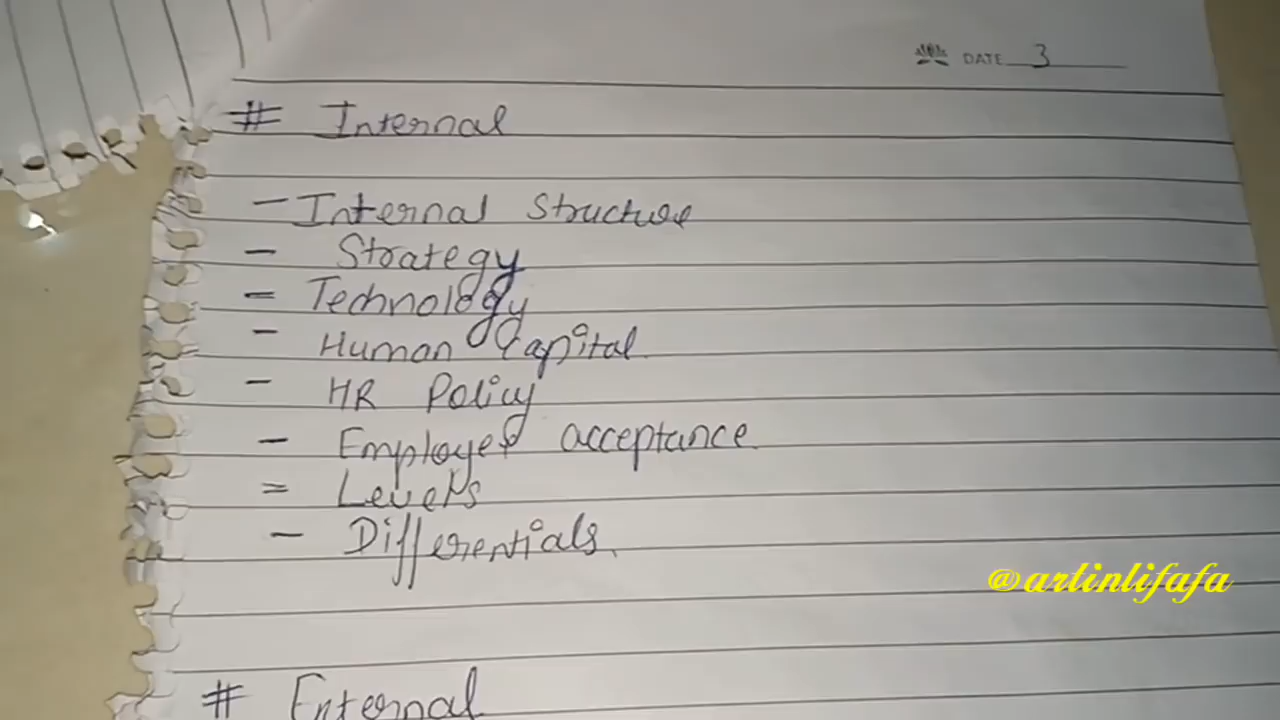 DATE 3
# Internal
- Internal Structure
- Strategy
= Technology
- Human Capital
- HR Policy
- Employee acceptance
= Levels
- Differentials.
@artinlifafa
# External